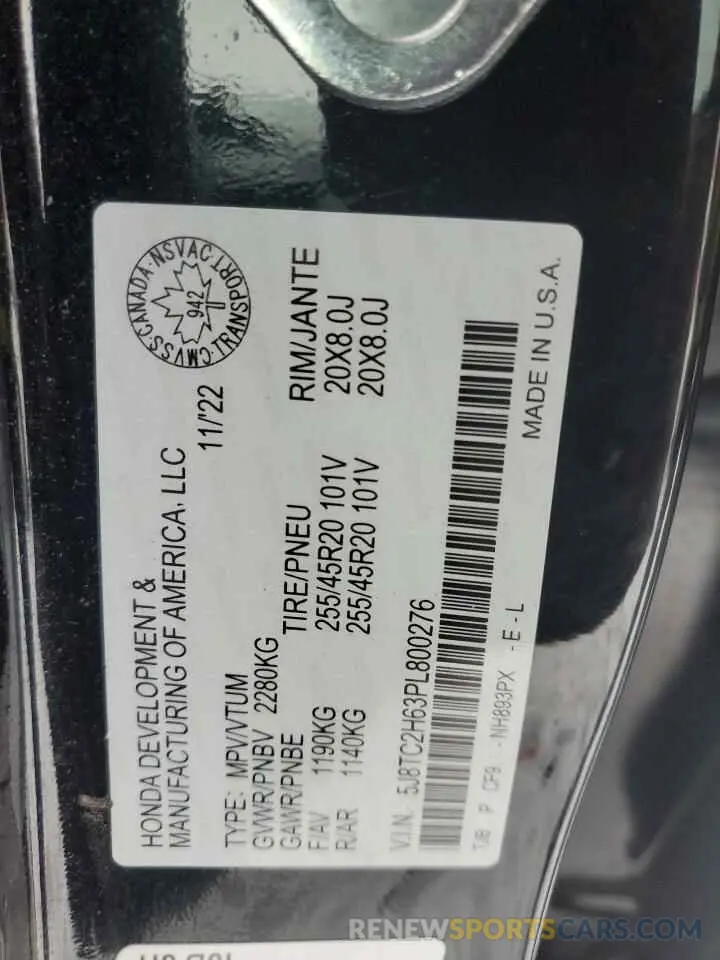 HONDA DEVELOPMENT &
MANUFACTURING OF AMERICA, LLC
11/'22
CMVSS·CANADA·NSVAC·TRANSPORT
942
TYPE: MPV/VTUM
GVWR/PNBV 2280KG
GAWR/PNBE TIRE/PNEU RIM/JANTE
F/AV 1190KG 255/45R20 101V 20X8.0J
R/AR 1140KG 255/45R20 101V 20X8.0J
V.I.N. 5J8TC2H63PL800276
TJB P CF9 -NH893PX -E-L
MADE IN U.S.A.
RENEWSPORTSCARS.COM